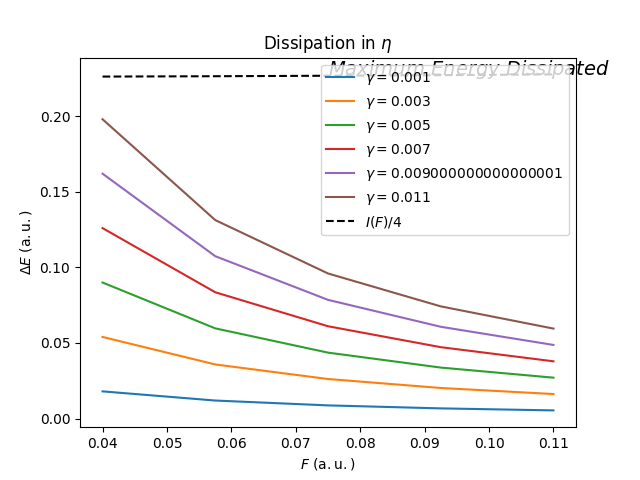 Dissipation in η
Maximum Energy Dissipated
γ = 0.001
γ = 0.003
γ = 0.005
γ = 0.007
γ = 0.009000000000000001
γ = 0.011
I(F)/4
ΔE (a.u.)
0.20
0.15
0.10
0.05
0.00
0.04 0.05 0.06 0.07 0.08 0.09 0.10 0.11
F (a.u.)